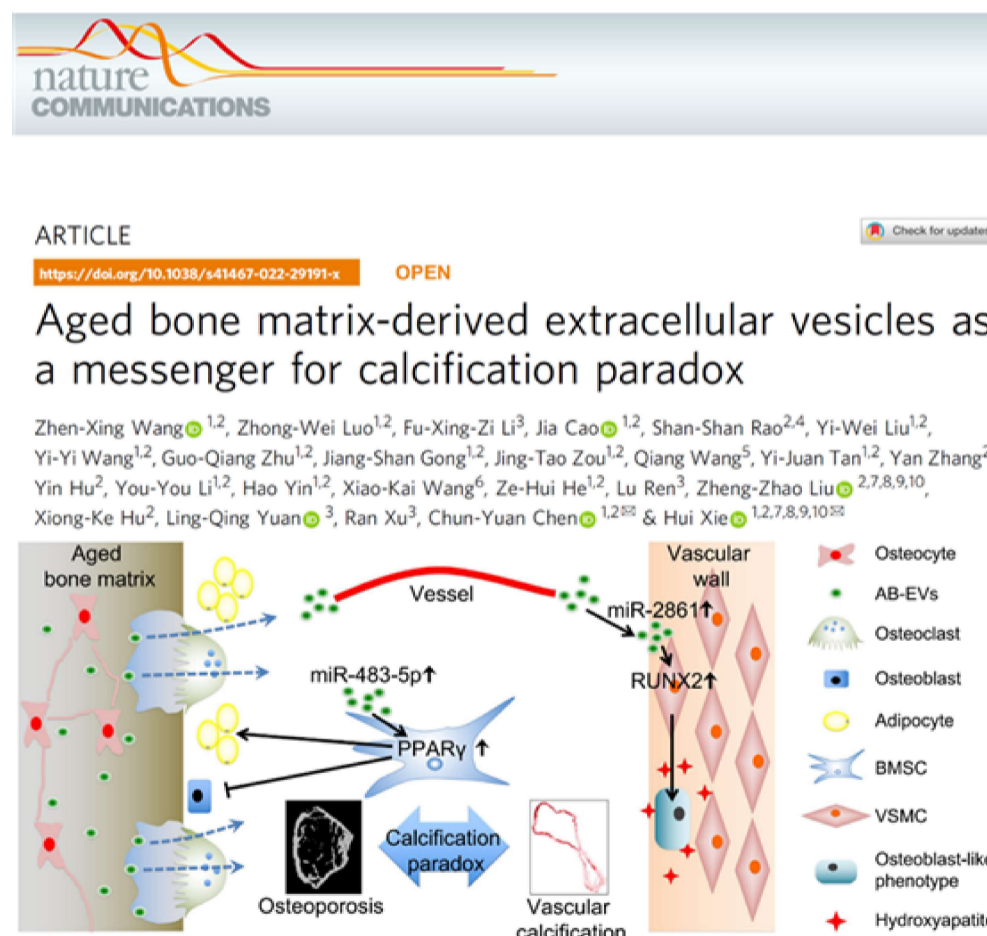 nature
COMMUNICATIONS
ARTICLE
Check for updates
https://doi.org/10.1038/s41467-022-29191-x
OPEN
Aged bone matrix-derived extracellular vesicles as
a messenger for calcification paradox
Zhen-Xing Wang 1,2, Zhong-Wei Luo1,2, Fu-Xing-Zi Li3, Jia Cao 1,2, Shan-Shan Rao2,4, Yi-Wei Liu1,2,
Yi-Yi Wang1,2, Guo-Qiang Zhu1,2, Jiang-Shan Gong1,2, Jing-Tao Zou1,2, Qiang Wang5, Yi-Juan Tan1,2, Yan Zhang2
Yin Hu2, You-You Li1,2, Hao Yin1,2, Xiao-Kai Wang6, Ze-Hui He1,2, Lu Ren3, Zheng-Zhao Liu 2,7,8,9,10,
Xiong-Ke Hu2, Ling-Qing Yuan 3, Ran Xu3, Chun-Yuan Chen 1,2✉ & Hui Xie 1,2,7,8,9,10✉
Aged
bone matrix
Vessel
Vascular
wall
miR-2861↑
RUNX2↑
miR-483-5p↑
PPARγ ↑
Calcification
paradox
Osteoporosis
Vascular
calcification
Osteocyte
AB-EVs
Osteoclast
Osteoblast
Adipocyte
BMSC
VSMC
Osteoblast-like
phenotype
Hydroxyapatite